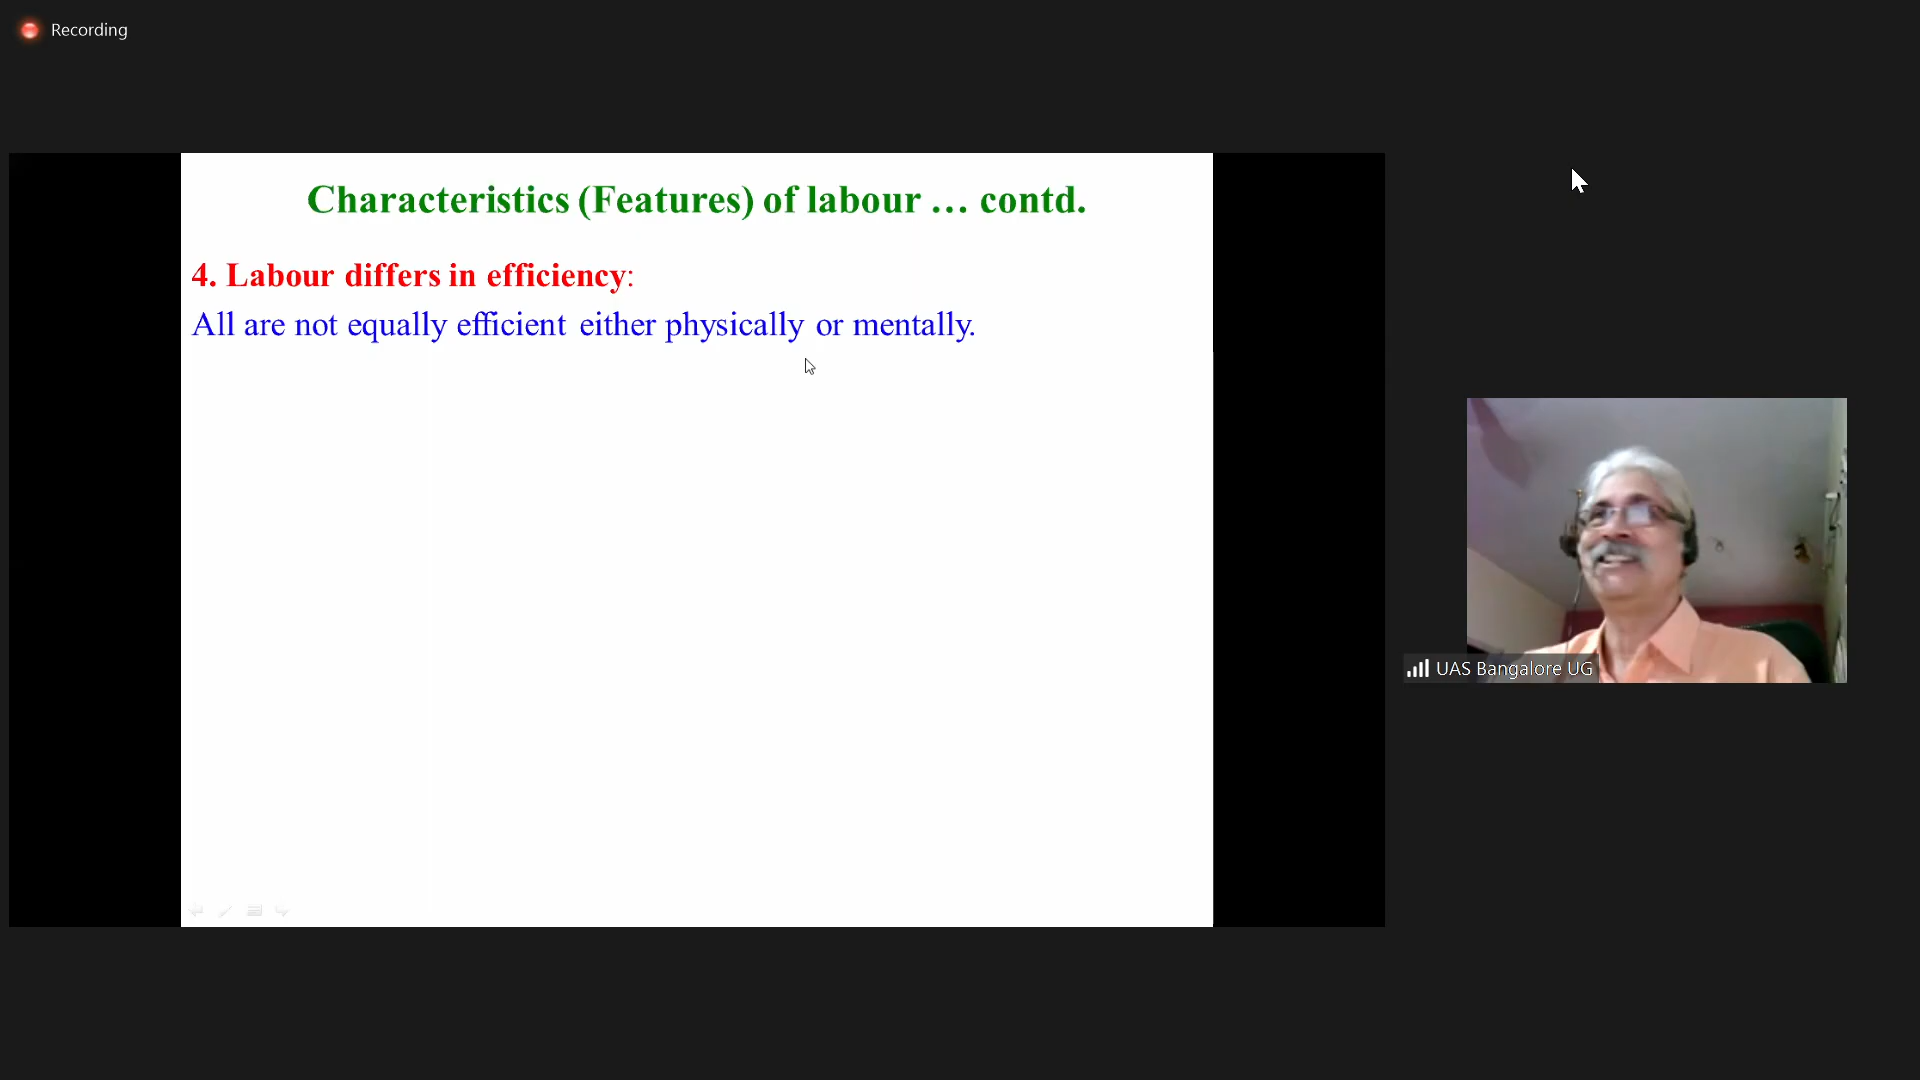 Recording
Characteristics (Features) of labour … contd.
4. Labour differs in efficiency:
All are not equally efficient either physically or mentally.
UAS Bangalore UG